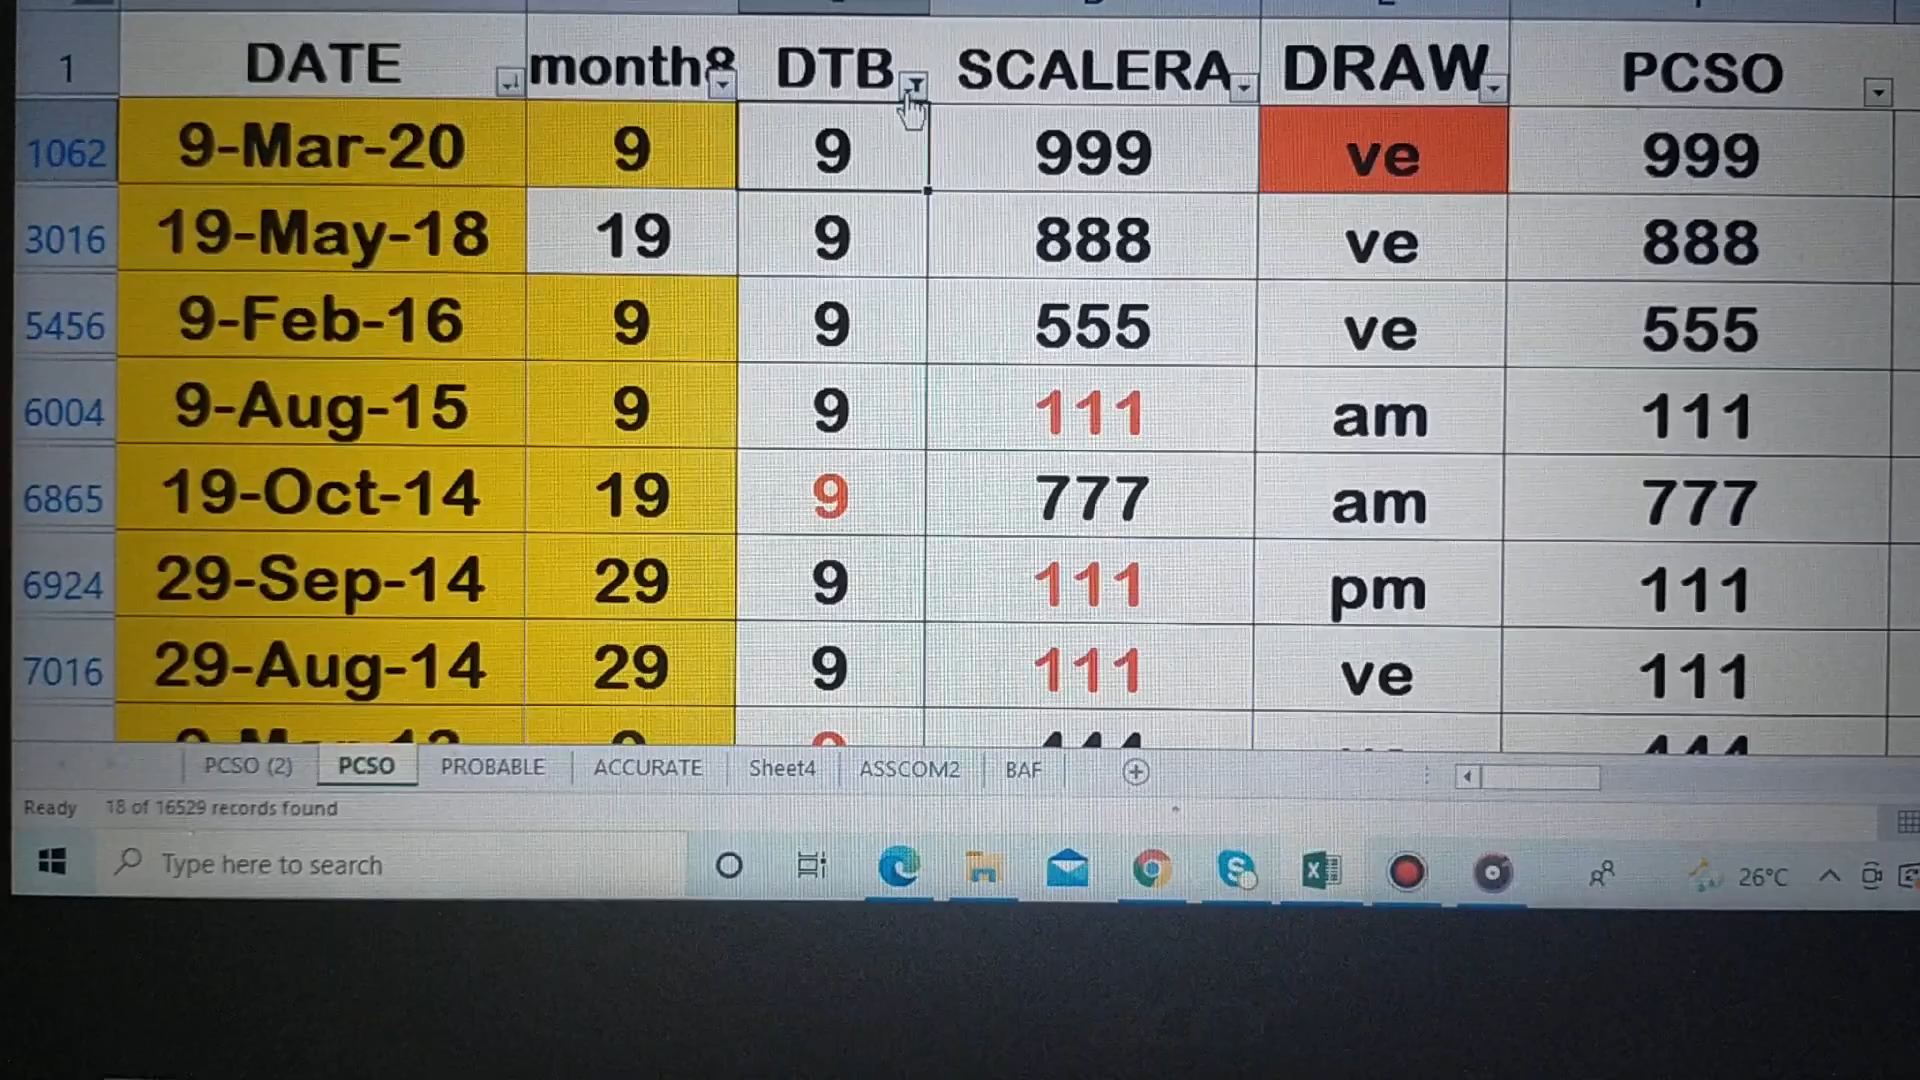 1 DATE month8 DTB SCALERA DRAW PCSO
1062 9-Mar-20 9 9 999 ve 999
3016 19-May-18 19 9 888 ve 888
5456 9-Feb-16 9 9 555 ve 555
6004 9-Aug-15 9 9 111 am 111
6865 19-Oct-14 19 9 777 am 777
6924 29-Sep-14 29 9 111 pm 111
7016 29-Aug-14 29 9 111 ve 111
PCSO (2) PCSO PROBABLE ACCURATE Sheet4 ASSCOM2 BAF
Ready 18 of 16529 records found
Type here to search 26°C